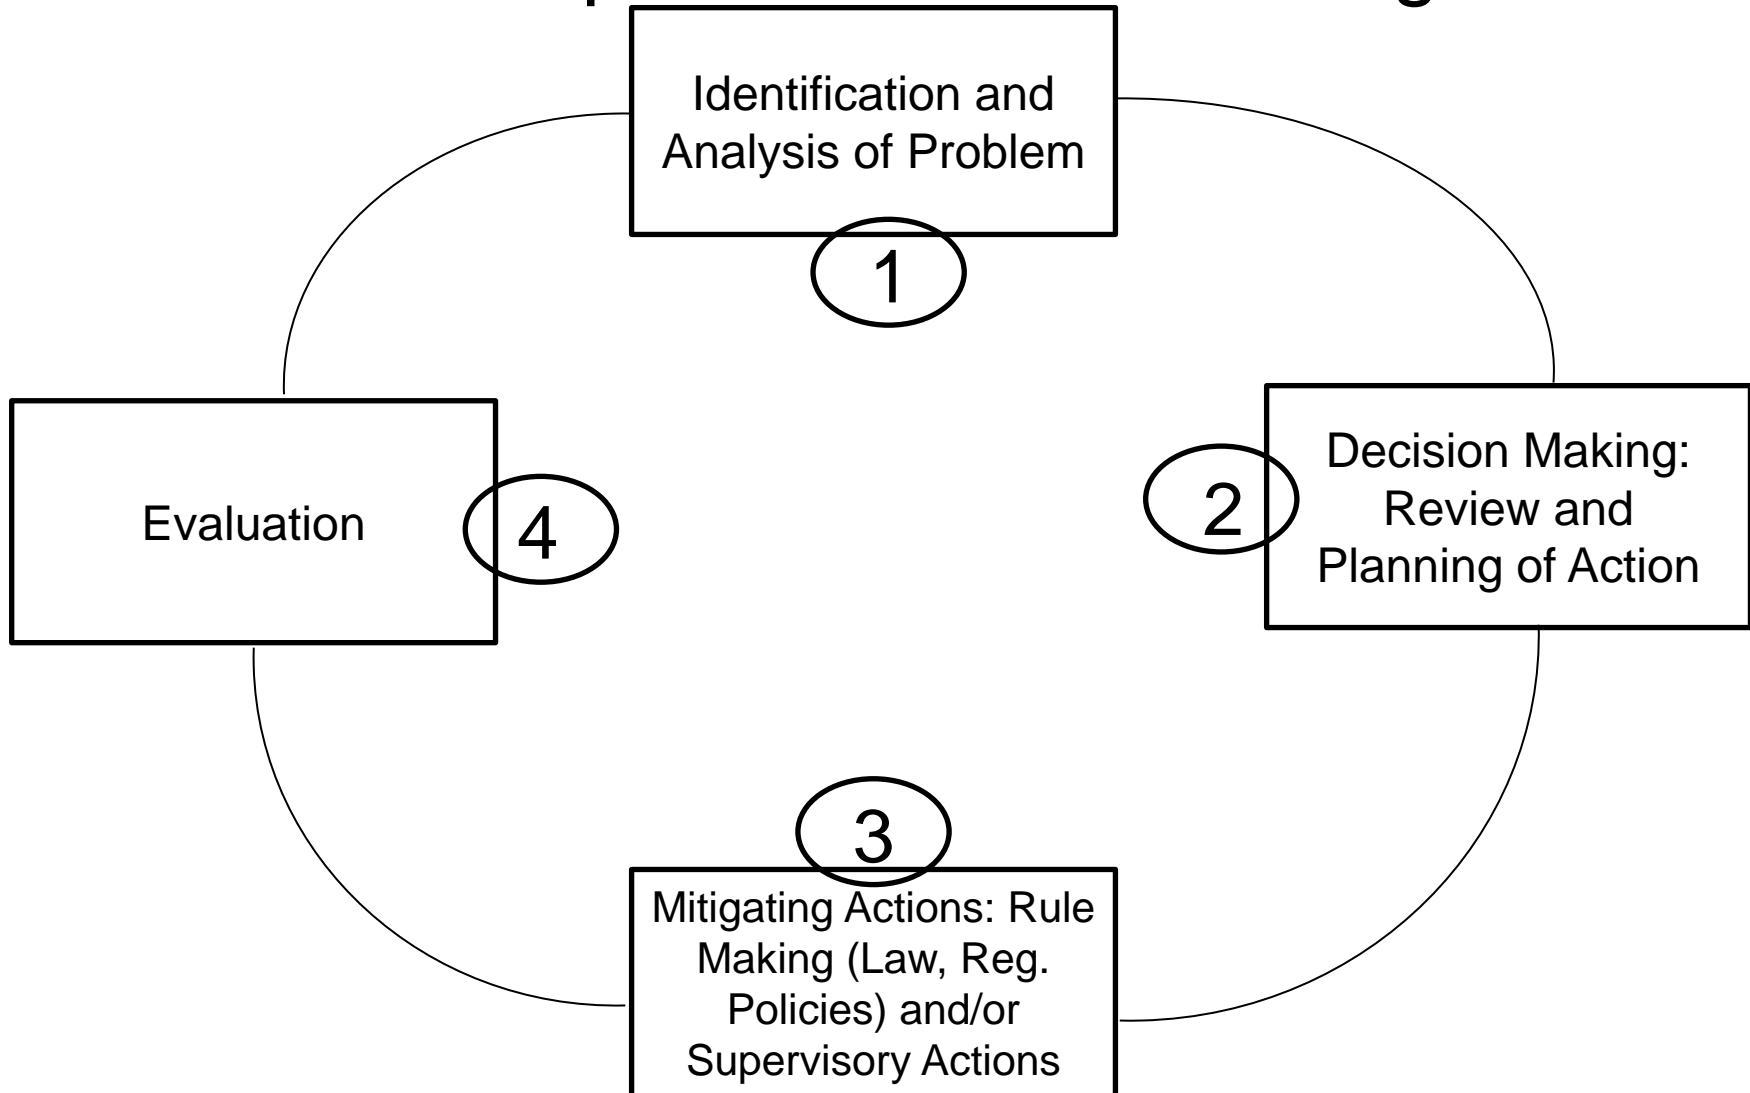 Identification and
Analysis of Problem
1
Decision Making:
Review and
Planning of Action
2
Evaluation
4
3
Mitigating Actions: Rule
Making (Law, Reg.
Policies) and/or
Supervisory Actions